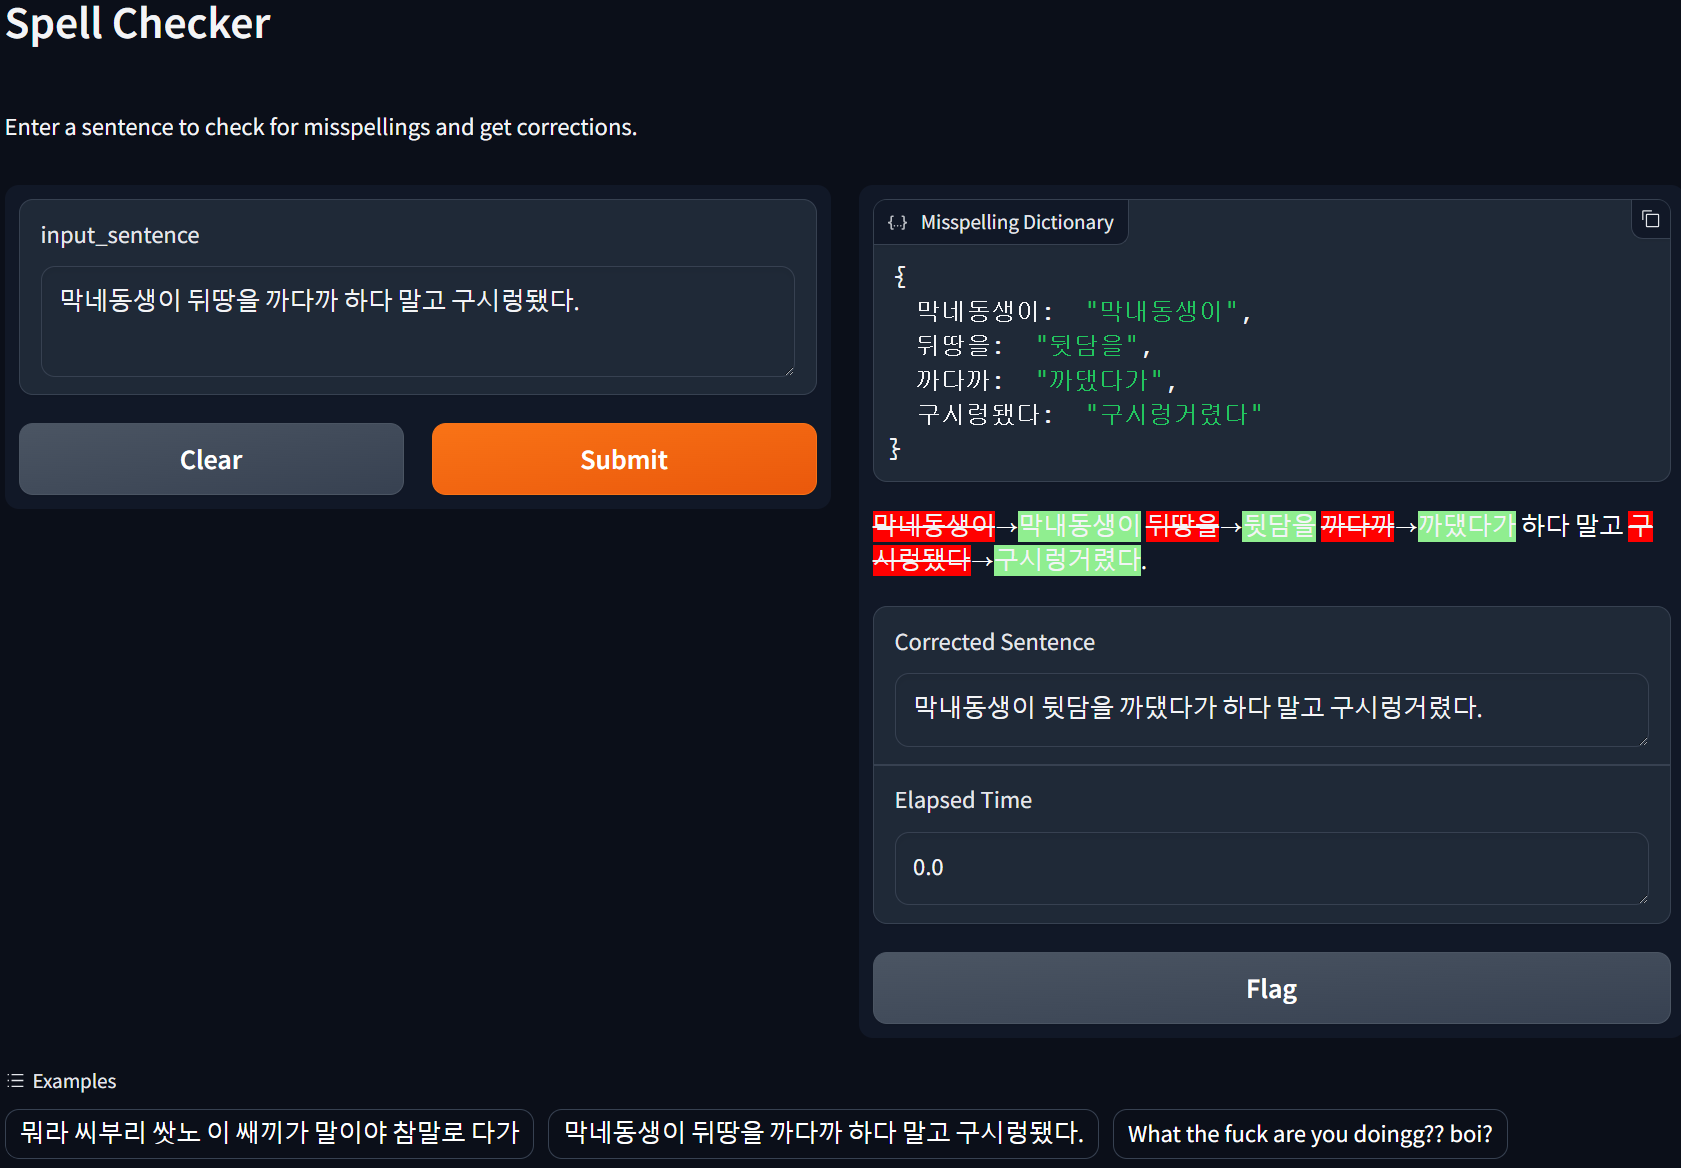 Spell Checker
Enter a sentence to check for misspellings and get corrections.
input_sentence
막네동생이 뒤땅을 까다까 하다 말고 구시렁됐다.
Clear
Submit
{..} Misspelling Dictionary
{
막네동생이: "막내동생이",
뒤땅을: "뒷담을",
까다까: "까댔다가",
구시렁됐다: "구시렁거렸다"
}
막네동생이→막내동생이 뒤땅을→뒷담을 까다까→까댔다가 하다 말고 구
시렁됐다→구시렁거렸다.
Corrected Sentence
막내동생이 뒷담을 까댔다가 하다 말고 구시렁거렸다.
Elapsed Time
0.0
Flag
Examples
뭐라 씨부리 쌋노 이 쌔끼가 말이야 참말로 다가
막네동생이 뒤땅을 까다까 하다 말고 구시렁됐다.
What the fuck are you doingg?? boi?